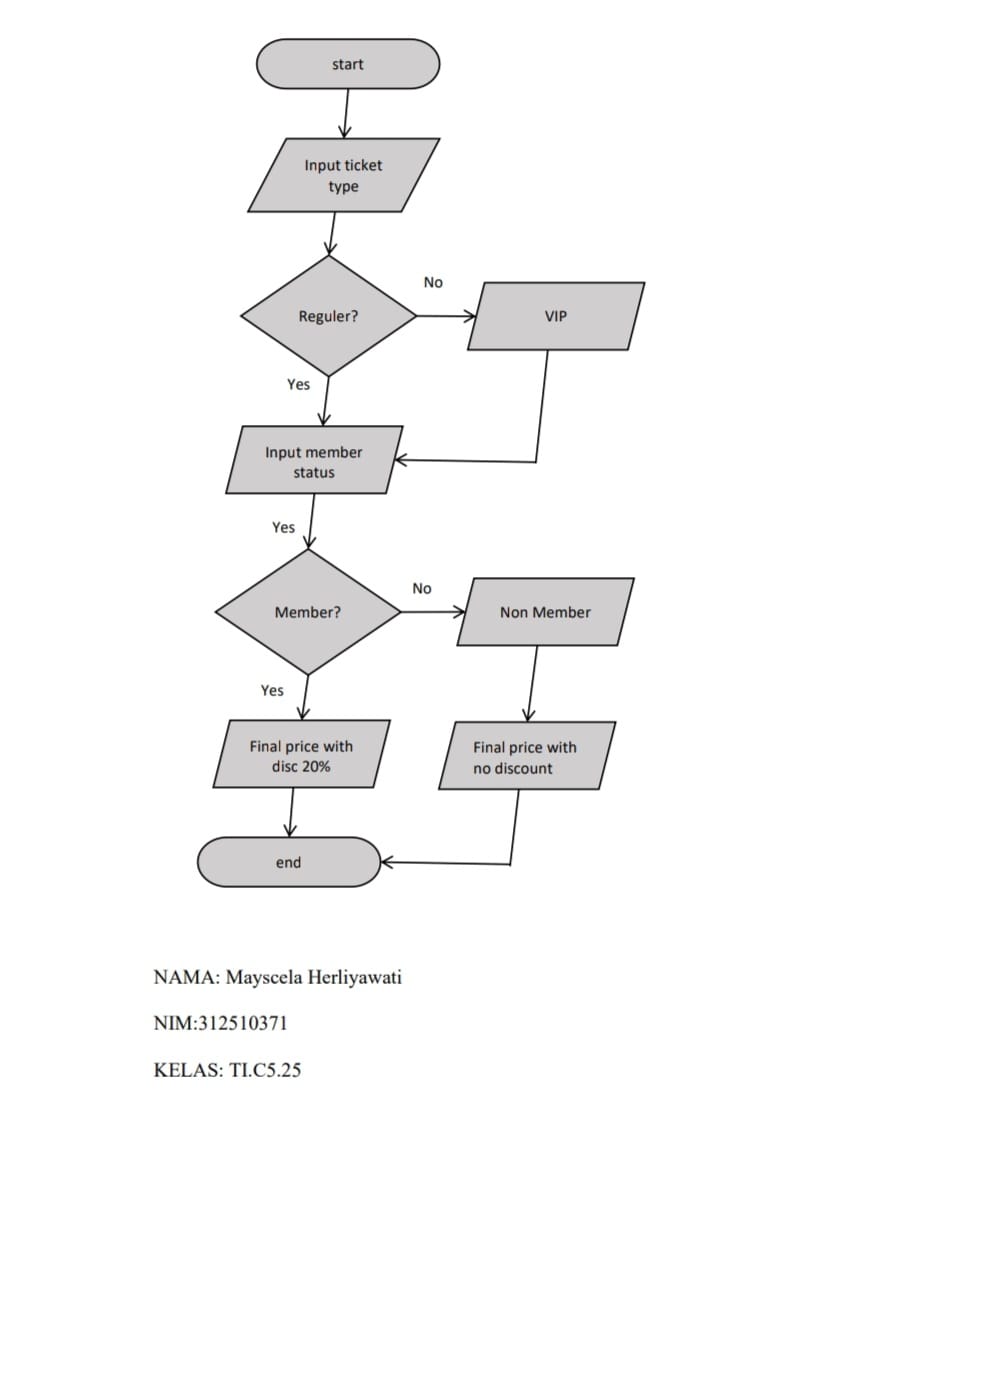 start
Input ticket
type
No
Reguler?
VIP
Yes
Input member
status
Yes
No
Member?
Non Member
Yes
Final price with
disc 20%
Final price with
no discount
end
NAMA: Mayscela Herliyawati
NIM:312510371
KELAS: TI.C5.25